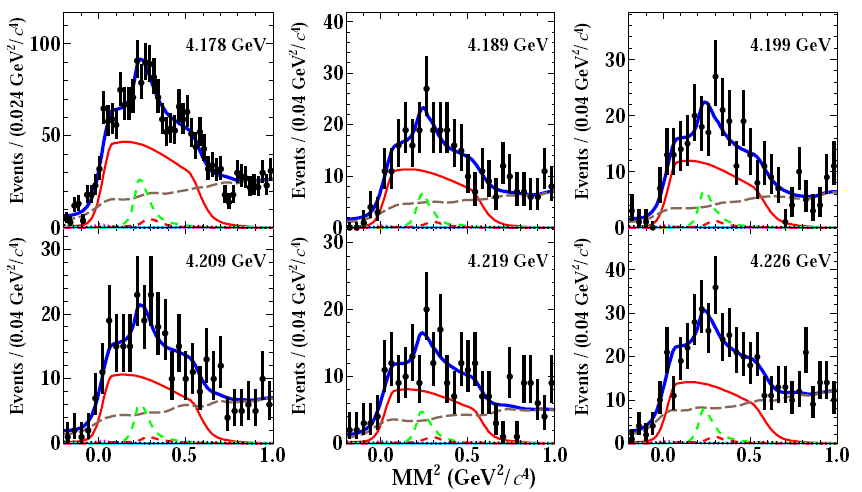 Events / (0.024 GeV²/c⁴)
100
50
0
4.178 GeV
Events / (0.04 GeV²/c⁴)
40
30
20
10
0
4.189 GeV
Events / (0.04 GeV²/c⁴)
30
20
10
0
4.199 GeV
Events / (0.04 GeV²/c⁴)
30
20
10
0
4.209 GeV
0.0 0.5 1.0
Events / (0.04 GeV²/c⁴)
30
20
10
0
4.219 GeV
0.0 0.5 1.0
Events / (0.04 GeV²/c⁴)
40
30
20
10
0
4.226 GeV
0.0 0.5 1.0
MM² (GeV²/c⁴)